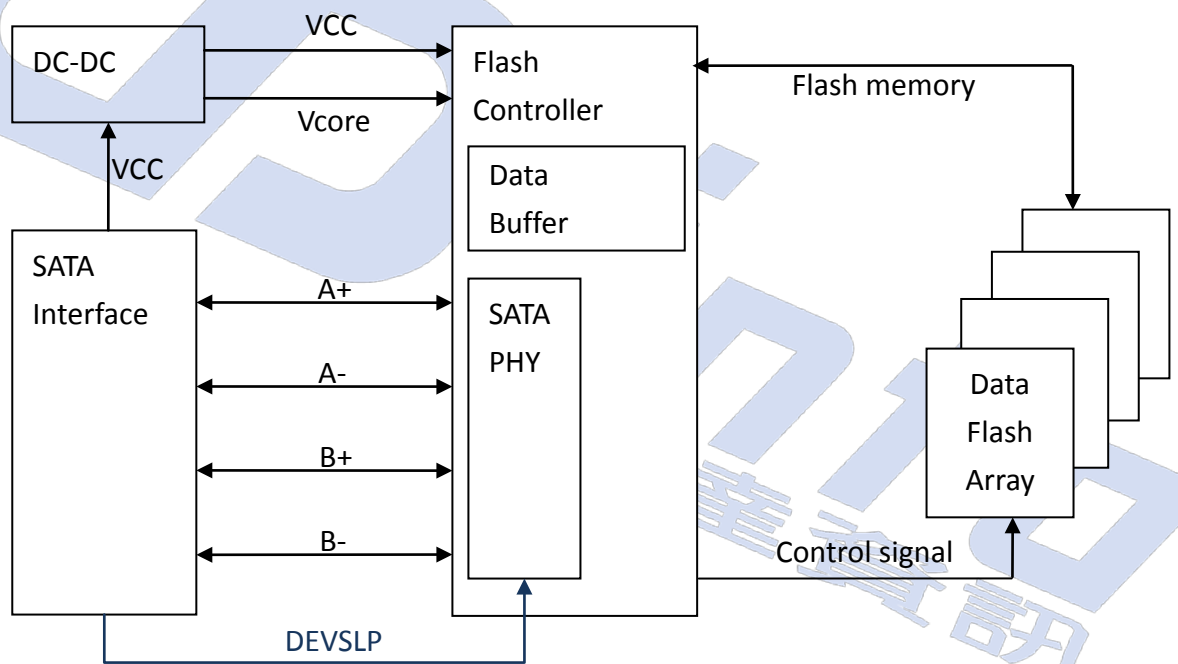 VCC
DC-DC
Vcore
VCC
Flash
Controller
Flash memory
Data
Buffer
SATA
Interface
A+
A-
B+
B-
SATA
PHY
Data
Flash
Array
Control signal
DEVSLP